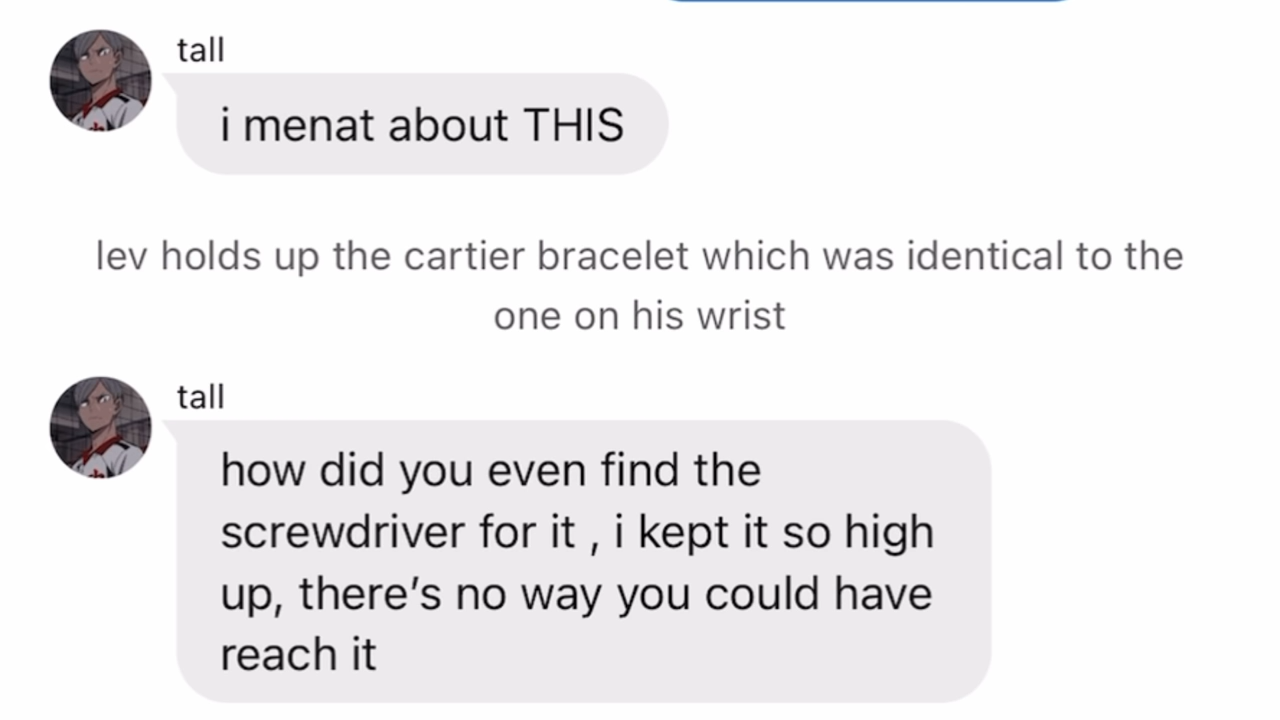 tall
i menat about THIS
lev holds up the cartier bracelet which was identical to the
one on his wrist
tall
how did you even find the
screwdriver for it , i kept it so high
up, there’s no way you could have
reach it